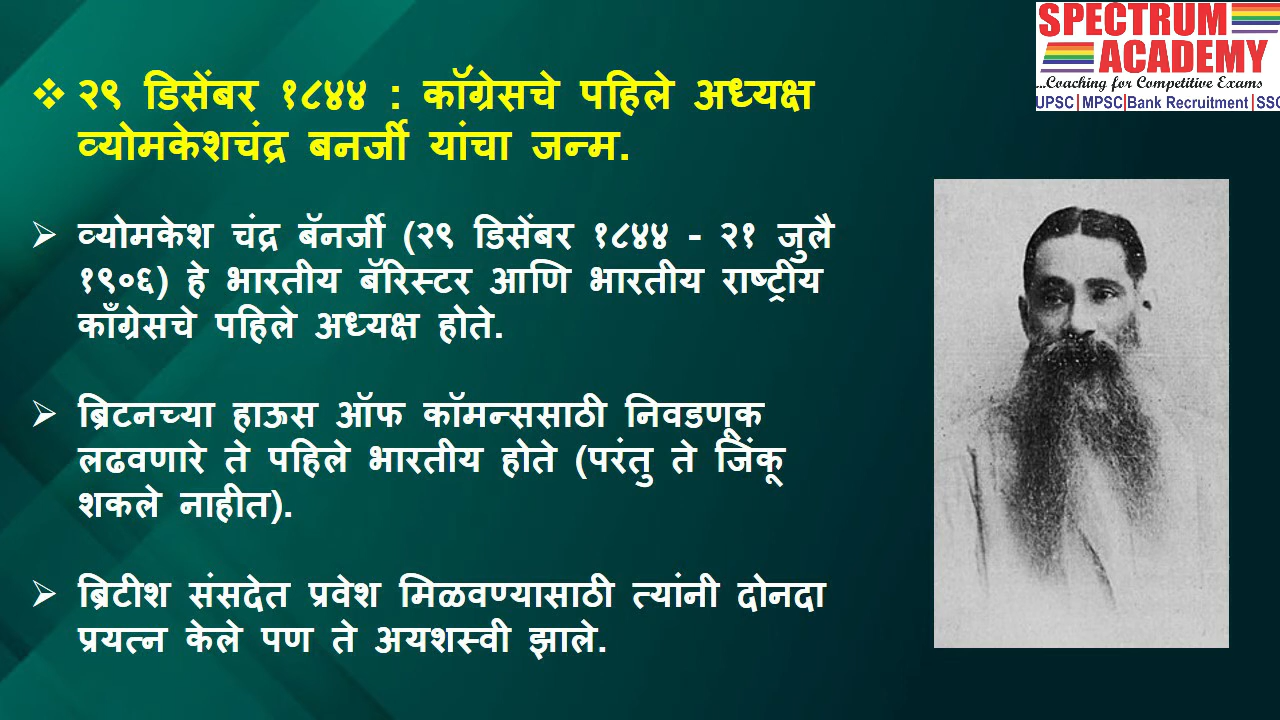 SPECTRUM
ACADEMY
...Coaching for Competitive Exams
UPSC|MPSC|Bank Recruitment|SSC
❖ २९ डिसेंबर १८४४ : कॉंग्रेसचे पहिले अध्यक्ष
व्योमकेशचंद्र बनर्जी यांचा जन्म.
➢ व्योमकेश चंद्र बॅनर्जी (२९ डिसेंबर १८४४ - २१ जुलै
१९०६) हे भारतीय बॅरिस्टर आणि भारतीय राष्ट्रीय
काँग्रेसचे पहिले अध्यक्ष होते.
➢ ब्रिटनच्या हाऊस ऑफ कॉमन्ससाठी निवडणूक
लढवणारे ते पहिले भारतीय होते (परंतु ते जिंकू
शकले नाहीत).
➢ ब्रिटीश संसदेत प्रवेश मिळवण्यासाठी त्यांनी दोनदा
प्रयत्न केले पण ते अयशस्वी झाले.